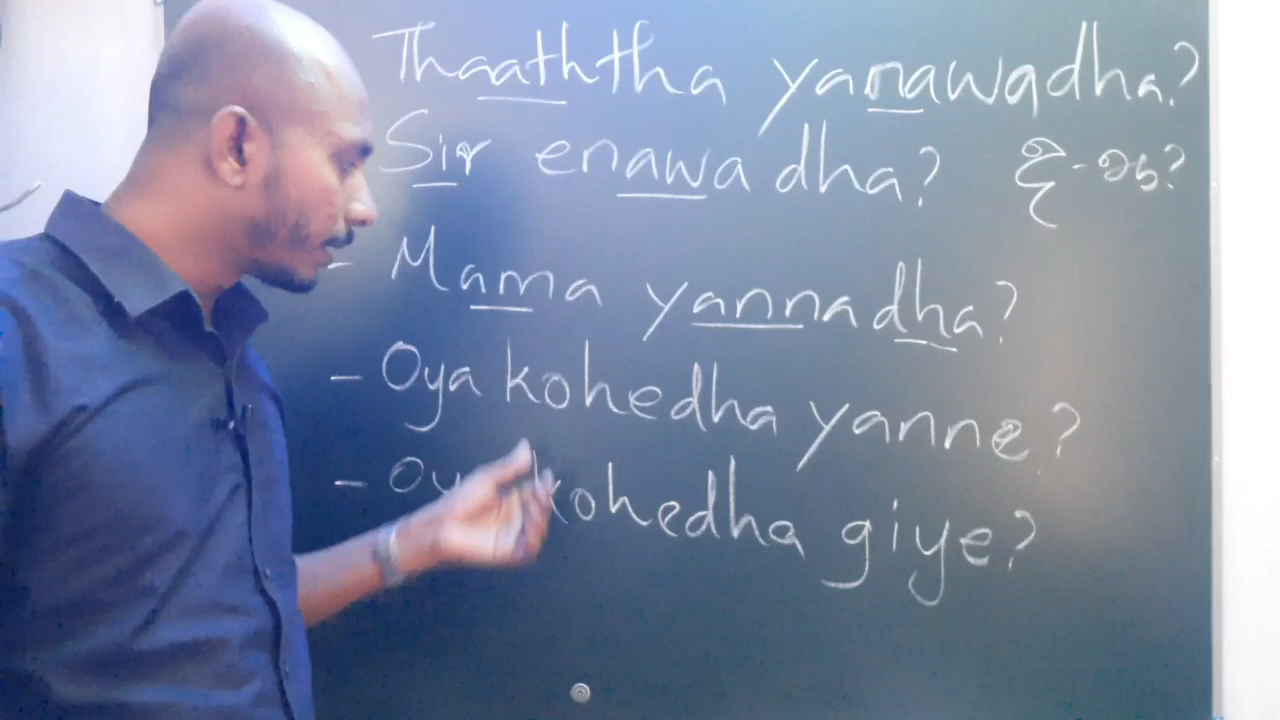 Thaaththa yanawadha?
Sir enawadha? ද - ஆ?
- Mama yannadha?
- Oya kohedha yanne?
- kohedha giye?